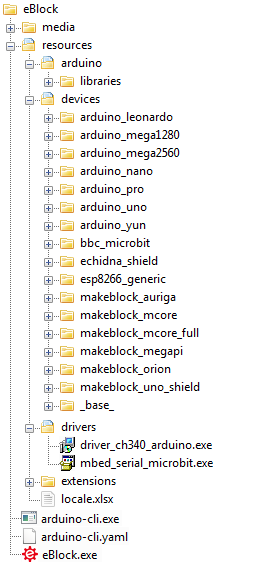 eBlock
media
resources
arduino
libraries
devices
arduino_leonardo
arduino_mega1280
arduino_mega2560
arduino_nano
arduino_pro
arduino_uno
arduino_yun
bbc_microbit
echidna_shield
esp8266_generic
makeblock_auriga
makeblock_mcore
makeblock_mcore_full
makeblock_megapi
makeblock_orion
makeblock_uno_shield
_base_
drivers
driver_ch340_arduino.exe
mbed_serial_microbit.exe
extensions
locale.xlsx
arduino-cli.exe
arduino-cli.yaml
eBlock.exe